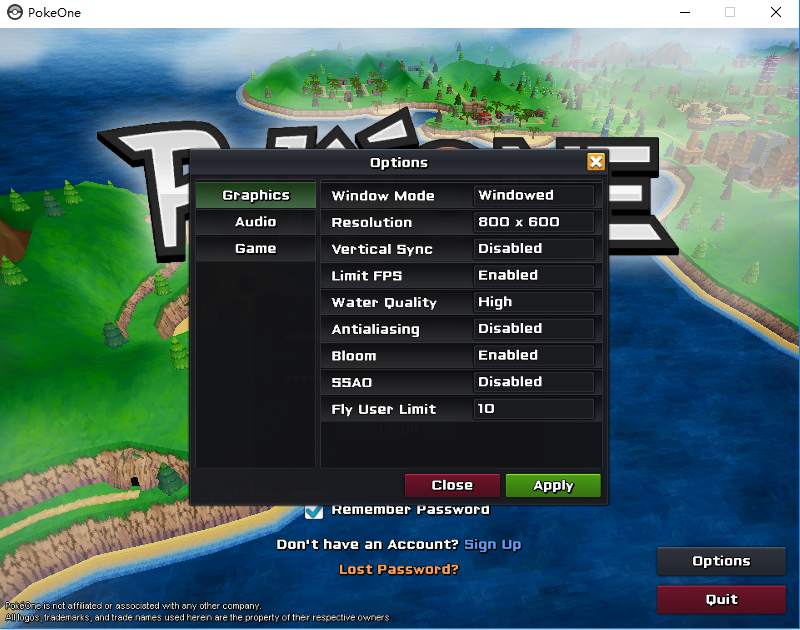 PokeOne
Options
Graphics
Audio
Game
Window Mode Windowed
Resolution 800 x 600
Vertical Sync Disabled
Limit FPS Enabled
Water Quality High
Antialiasing Disabled
Bloom Enabled
SSAO Disabled
Fly User Limit 10
Close Apply
Remember Password
Don't have an Account? Sign Up
Lost Password?
Options
Quit
PokeOne is not affiliated or associated with any other company.
All logos, trademarks, and trade names used herein are the property of their respective owners